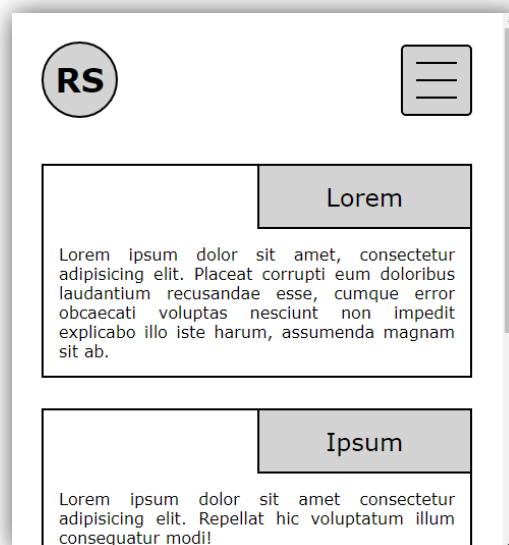 RS
Lorem
Lorem ipsum dolor sit amet, consectetur
adipisicing elit. Placeat corrupti eum doloribus
laudantium recusandae esse, cumque error
obcaecati voluptas nesciunt non impedit
explicabo illo iste harum, assumenda magnam
sit ab.
Ipsum
Lorem ipsum dolor sit amet consectetur
adipisicing elit. Repellat hic voluptatum illum
consequatur modi!